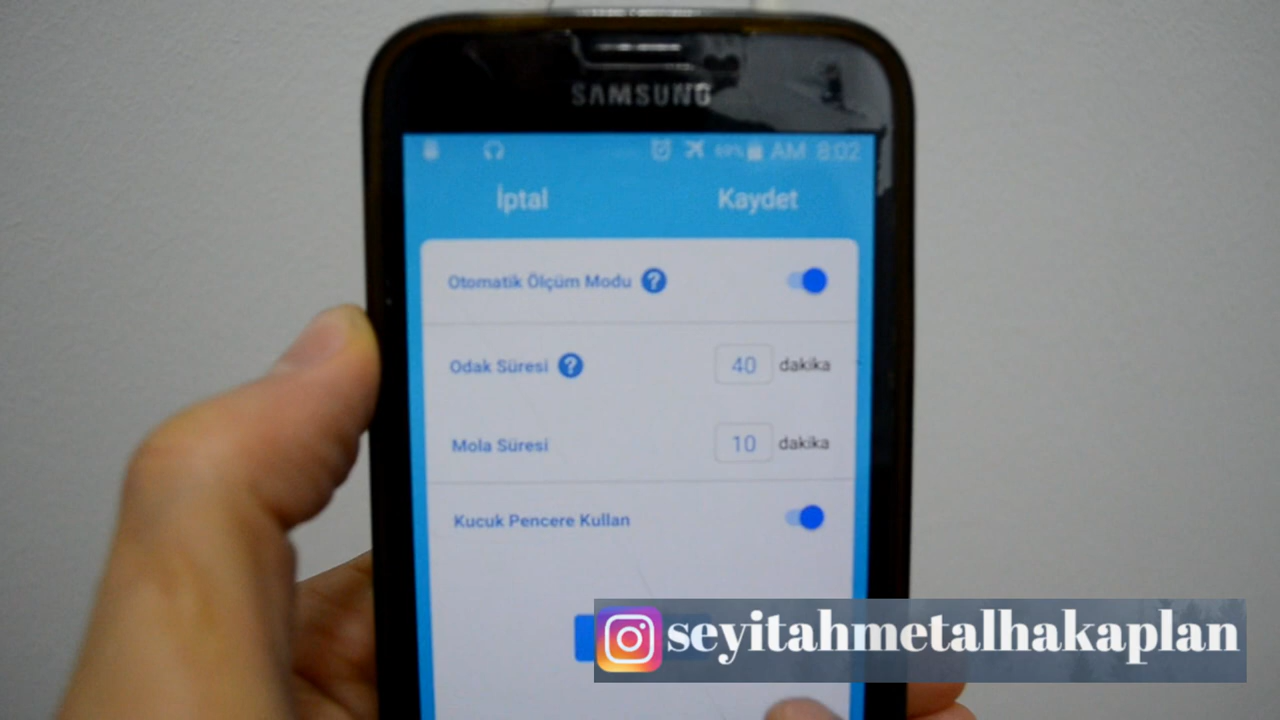 SAMSUNG
69% AM 8:02
İptal Kaydet
Otomatik Ölçüm Modu ?
Odak Süresi ? 40 dakika
Mola Süresi 10 dakika
Kucuk Pencere Kullan
seyitahmetalhakaplan